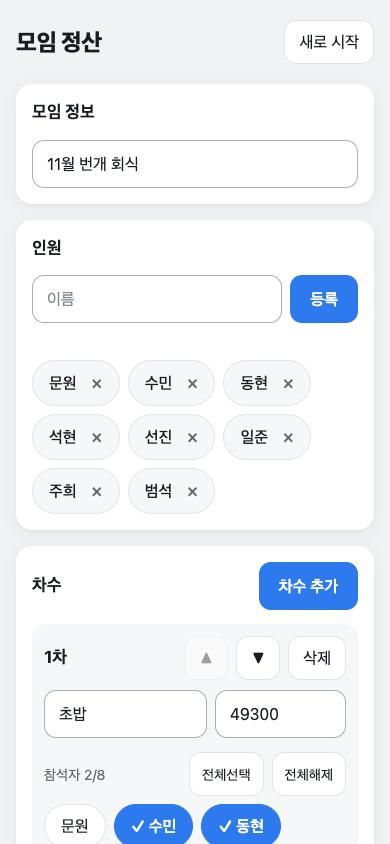 모임 정산
새로 시작
모임 정보
11월 번개 회식
인원
이름
등록
문원 ×
수민 ×
동현 ×
석현 ×
선진 ×
일준 ×
주희 ×
범석 ×
차수
차수 추가
1차
▲
▼
삭제
초밥
49300
참석자 2/8
전체선택
전체해제
문원
✓ 수민
✓ 동현